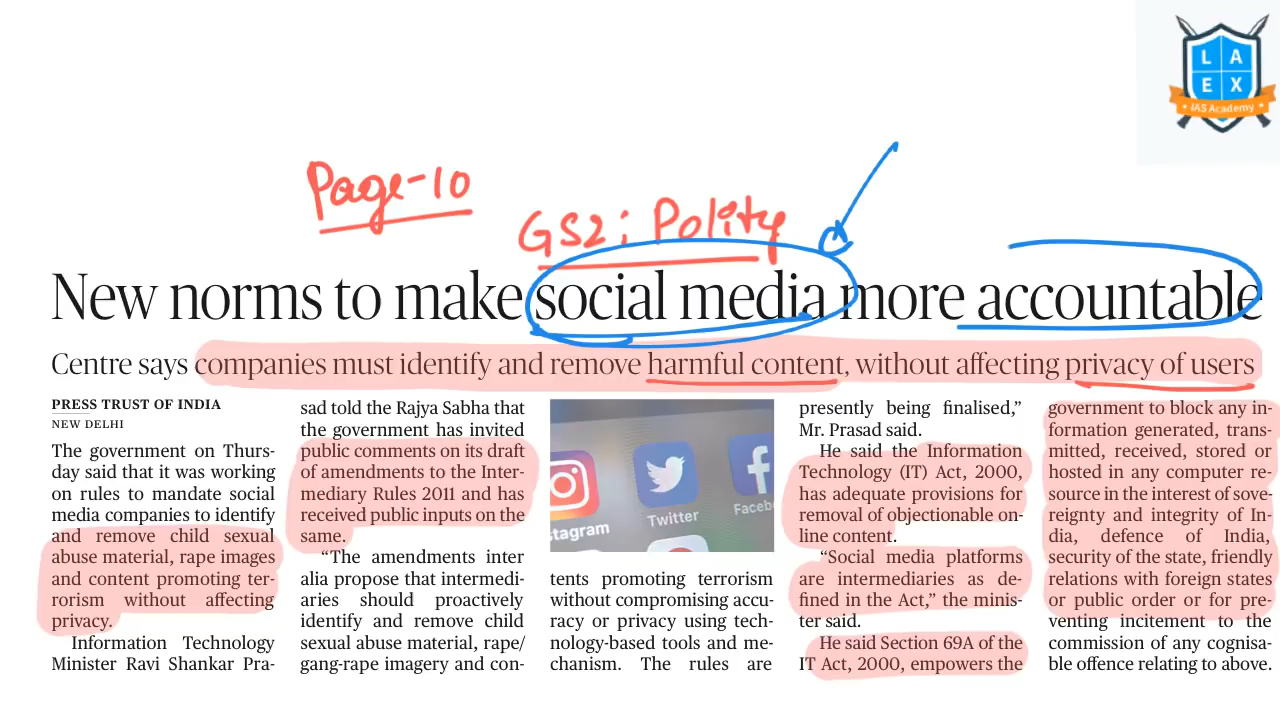 L A
E X
IAS Academy
Page-10
GS2: Polity
New norms to make social media more accountable
Centre says companies must identify and remove harmful content, without affecting privacy of users
PRESS TRUST OF INDIA
NEW DELHI
The government on Thurs-
day said that it was working
on rules to mandate social
media companies to identify
and remove child sexual
abuse material, rape images
and content promoting ter-
rorism without affecting
privacy.
Information Technology
Minister Ravi Shankar Pra-
sad told the Rajya Sabha that
the government has invited
public comments on its draft
of amendments to the Inter-
mediary Rules 2011 and has
received public inputs on the
same.
“The amendments inter
alia propose that intermedi-
aries should proactively
identify and remove child
sexual abuse material, rape/
gang-rape imagery and con-
stagram
Twitter
Faceb
tents promoting terrorism
without compromising accu-
racy or privacy using tech-
nology-based tools and me-
chanism. The rules are
presently being finalised,”
Mr. Prasad said.
He said the Information
Technology (IT) Act, 2000,
has adequate provisions for
removal of objectionable on-
line content.
“Social media platforms
are intermediaries as de-
fined in the Act,” the minis-
ter said.
He said Section 69A of the
IT Act, 2000, empowers the
government to block any in-
formation generated, trans-
mitted, received, stored or
hosted in any computer re-
source in the interest of sove-
reignty and integrity of In-
dia, defence of India,
security of the state, friendly
relations with foreign states
or public order or for pre-
venting incitement to the
commission of any cognisa-
ble offence relating to above.